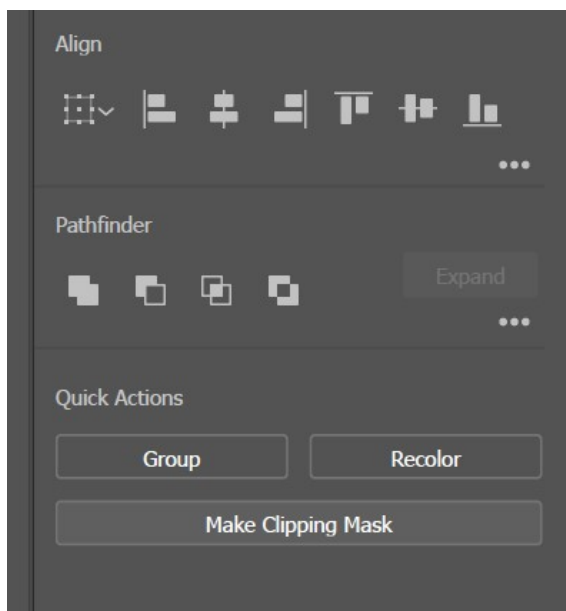 Align
Pathfinder
Expand
Quick Actions
Group Recolor
Make Clipping Mask